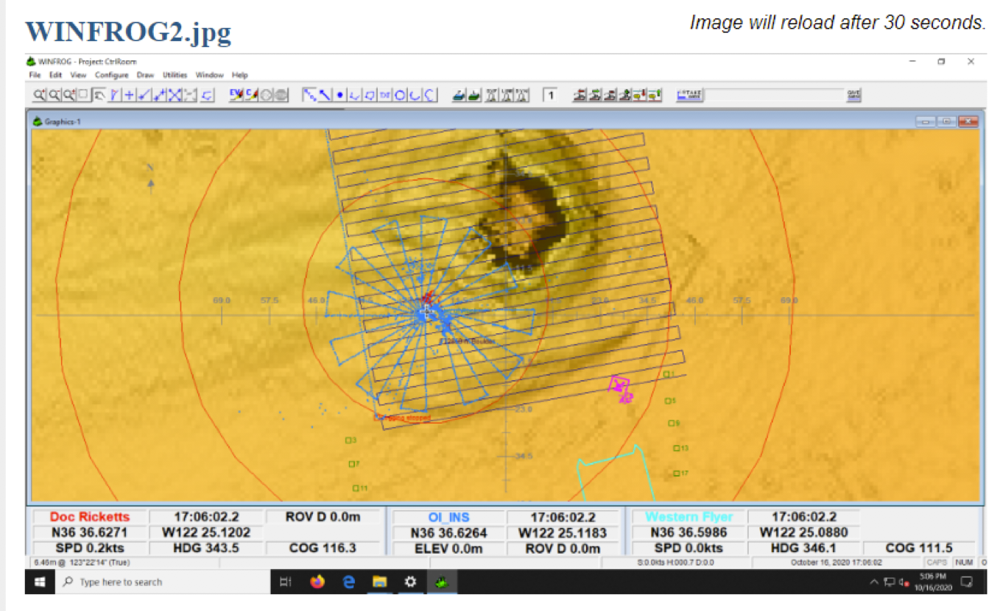 WINFROG2.jpg
Image will reload after 30 seconds.
WINFROG - Project: CtrlRoom
File Edit View Configure Draw Utilities Window Help
1
Graphics-1
N
69.0 57.5 46.0 23.0 34.5 46.0 57.5 69.0
Logging stopped
23.0
34.5
1
5
9
13
17
3
7
11
Doc Ricketts 17:06:02.2 ROV D 0.0m
N36 36.6271 W122 25.1202
SPD 0.2kts HDG 343.5 COG 116.3
OI_INS 17:06:02.2
N36 36.6264 W122 25.1183
ELEV 0.0m ROV D 0.0m
Western Flyer 17:06:02.2
N36 36.5986 W122 25.0880
SPD 0.0kts HDG 346.1 COG 111.5
6.46m @ 123°22'14" (True) S:0.0kts H:000.7 D:0.0 October 16, 2020 17:06:02 CAPS NUM
Type here to search
5:06 PM
10/16/2020